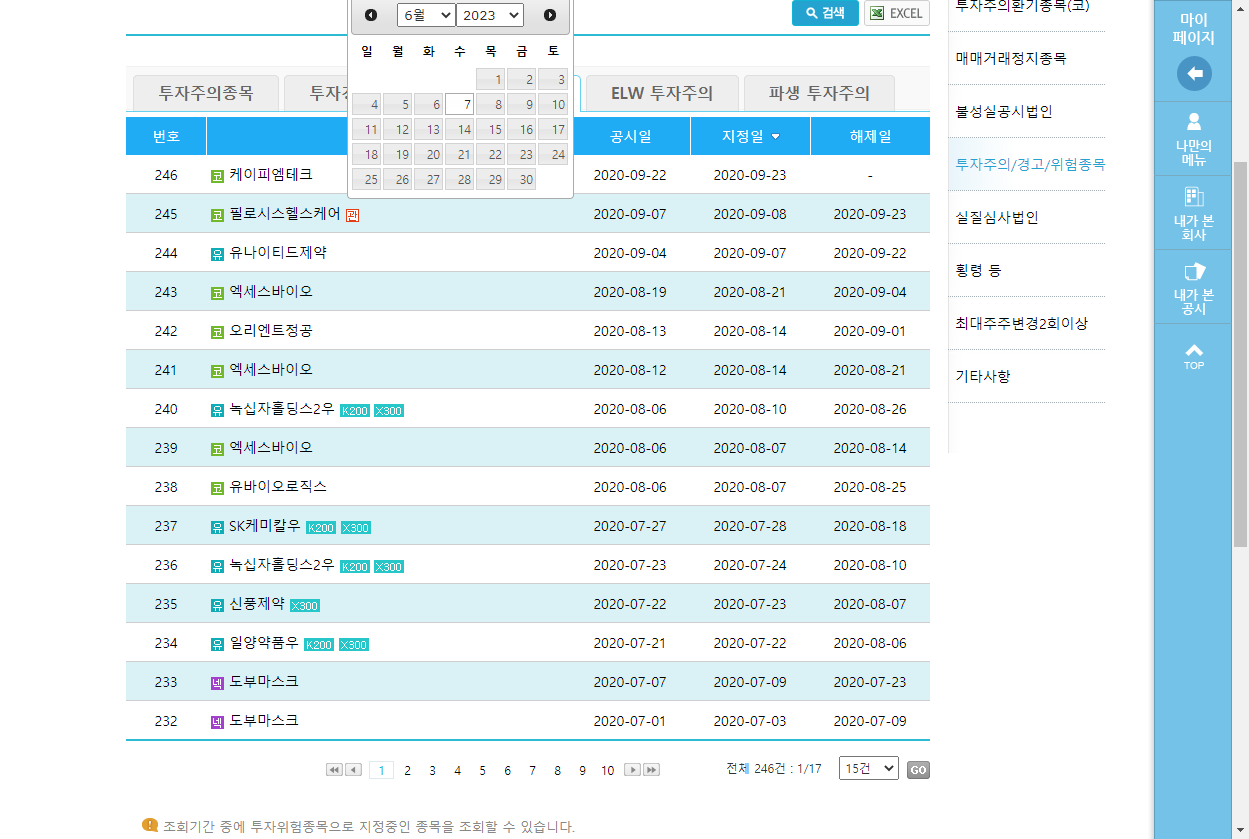 6월 2023
검색 EXCEL
일 월 화 수 목 금 토
1 2 3
4 5 6 7 8 9 10
11 12 13 14 15 16 17
18 19 20 21 22 23 24
25 26 27 28 29 30
투자주의종목 ELW 투자주의 파생 투자주의
번호 공시일 지정일 해제일
246 코 케이피엠테크 2020-09-22 2020-09-23 -
245 코 필로시스헬스케어 관 2020-09-07 2020-09-08 2020-09-23
244 유 유나이티드제약 2020-09-04 2020-09-07 2020-09-22
243 코 엑세스바이오 2020-08-19 2020-08-21 2020-09-04
242 코 오리엔트정공 2020-08-13 2020-08-14 2020-09-01
241 코 엑세스바이오 2020-08-12 2020-08-14 2020-08-21
240 유 녹십자홀딩스2우 K200 X300 2020-08-06 2020-08-10 2020-08-26
239 코 엑세스바이오 2020-08-06 2020-08-07 2020-08-14
238 코 유바이오로직스 2020-08-06 2020-08-07 2020-08-25
237 유 SK케미칼우 K200 X300 2020-07-27 2020-07-28 2020-08-18
236 유 녹십자홀딩스2우 K200 X300 2020-07-23 2020-07-24 2020-08-10
235 유 신풍제약 X300 2020-07-22 2020-07-23 2020-08-07
234 유 일양약품우 K200 X300 2020-07-21 2020-07-22 2020-08-06
233 넥 도부마스크 2020-07-07 2020-07-09 2020-07-23
232 넥 도부마스크 2020-07-01 2020-07-03 2020-07-09
1 2 3 4 5 6 7 8 9 10 전체 246건 : 1/17 15건 GO
조회기간 중에 투자위험종목으로 지정중인 종목을 조회할 수 있습니다.
투자주의환기종목(코)
매매거래정지종목
불성실공시법인
투자주의/경고/위험종목
실질심사법인
횡령 등
최대주주변경2회이상
기타사항
마이
페이지
나만의
메뉴
내가 본
회사
내가 본
공시
TOP